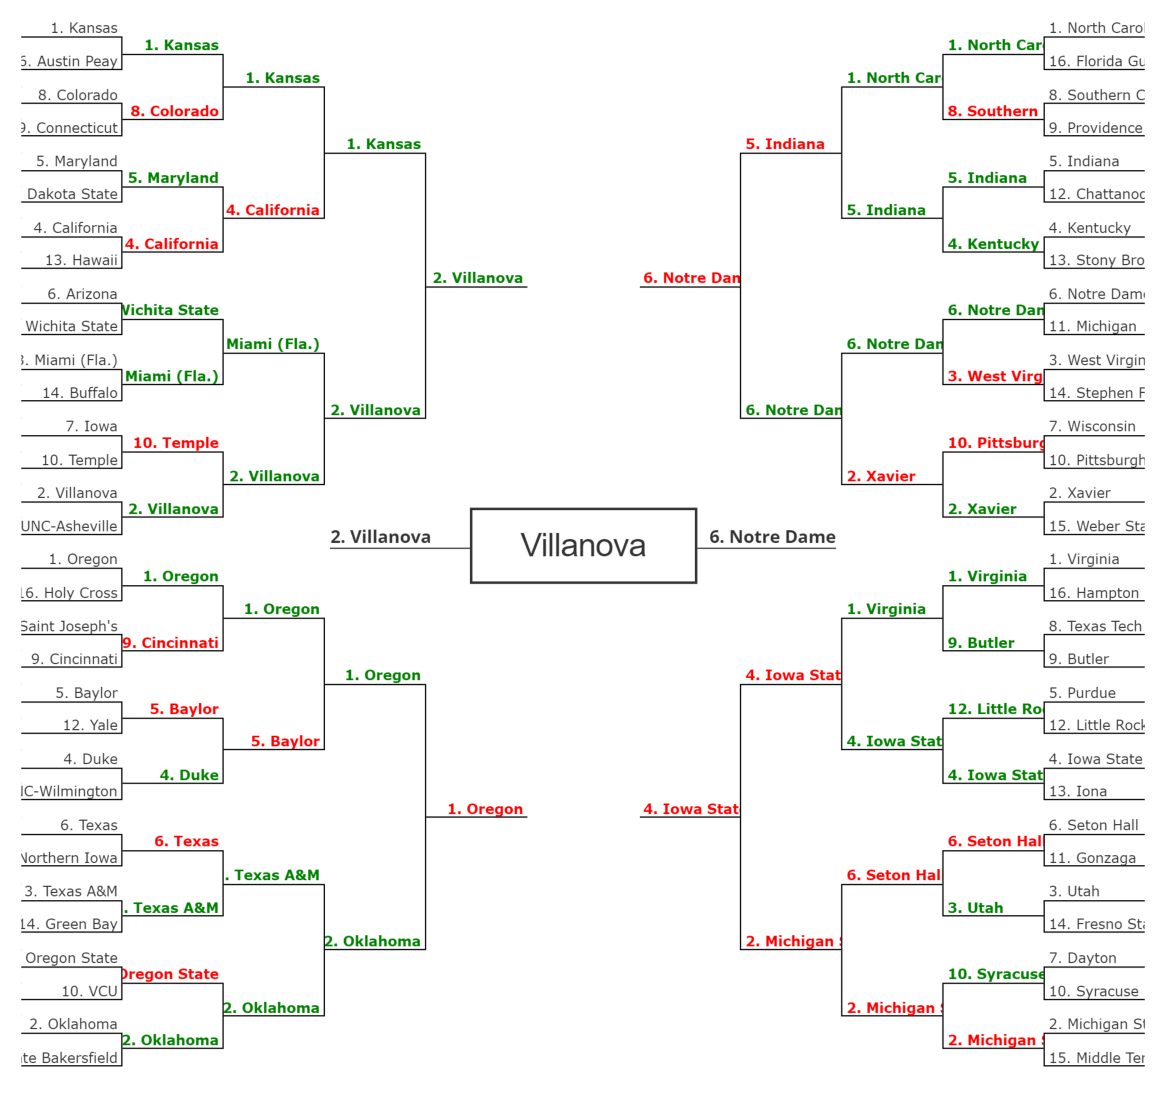 1. Kansas
6. Austin Peay
8. Colorado
9. Connecticut
5. Maryland
Dakota State
4. California
13. Hawaii
6. Arizona
Wichita State
3. Miami (Fla.)
14. Buffalo
7. Iowa
10. Temple
2. Villanova
UNC-Asheville
1. Oregon
16. Holy Cross
Saint Joseph's
9. Cincinnati
5. Baylor
12. Yale
4. Duke
NC-Wilmington
6. Texas
Northern Iowa
3. Texas A&M
14. Green Bay
Oregon State
10. VCU
2. Oklahoma
te Bakersfield
1. Kansas
8. Colorado
5. Maryland
4. California
Wichita State
Miami (Fla.)
10. Temple
2. Villanova
1. Oregon
9. Cincinnati
5. Baylor
4. Duke
6. Texas
. Texas A&M
Oregon State
2. Oklahoma
1. Kansas
4. California
Miami (Fla.)
2. Villanova
1. Oregon
5. Baylor
. Texas A&M
2. Oklahoma
1. Kansas
2. Villanova
1. Oregon
2. Oklahoma
2. Villanova
1. Oregon
2. Villanova
Villanova
6. Notre Dame
6. Notre Dam
4. Iowa Stat
5. Indiana
6. Notre Dam
4. Iowa Stat
2. Michigan S
1. North Car
5. Indiana
6. Notre Dam
2. Xavier
1. Virginia
4. Iowa Stat
6. Seton Hal
2. Michigan S
1. North Car
8. Southern
5. Indiana
4. Kentucky
6. Notre Dam
3. West Virg
10. Pittsburg
2. Xavier
1. Virginia
9. Butler
12. Little Ro
4. Iowa Stat
6. Seton Hal
3. Utah
10. Syracuse
2. Michigan S
1. North Carol
16. Florida Gu
8. Southern C
9. Providence
5. Indiana
12. Chattanoo
4. Kentucky
13. Stony Bro
6. Notre Dame
11. Michigan
3. West Virgin
14. Stephen F
7. Wisconsin
10. Pittsburgh
2. Xavier
15. Weber Sta
1. Virginia
16. Hampton
8. Texas Tech
9. Butler
5. Purdue
12. Little Rock
4. Iowa State
13. Iona
6. Seton Hall
11. Gonzaga
3. Utah
14. Fresno Sta
7. Dayton
10. Syracuse
2. Michigan St
15. Middle Ten